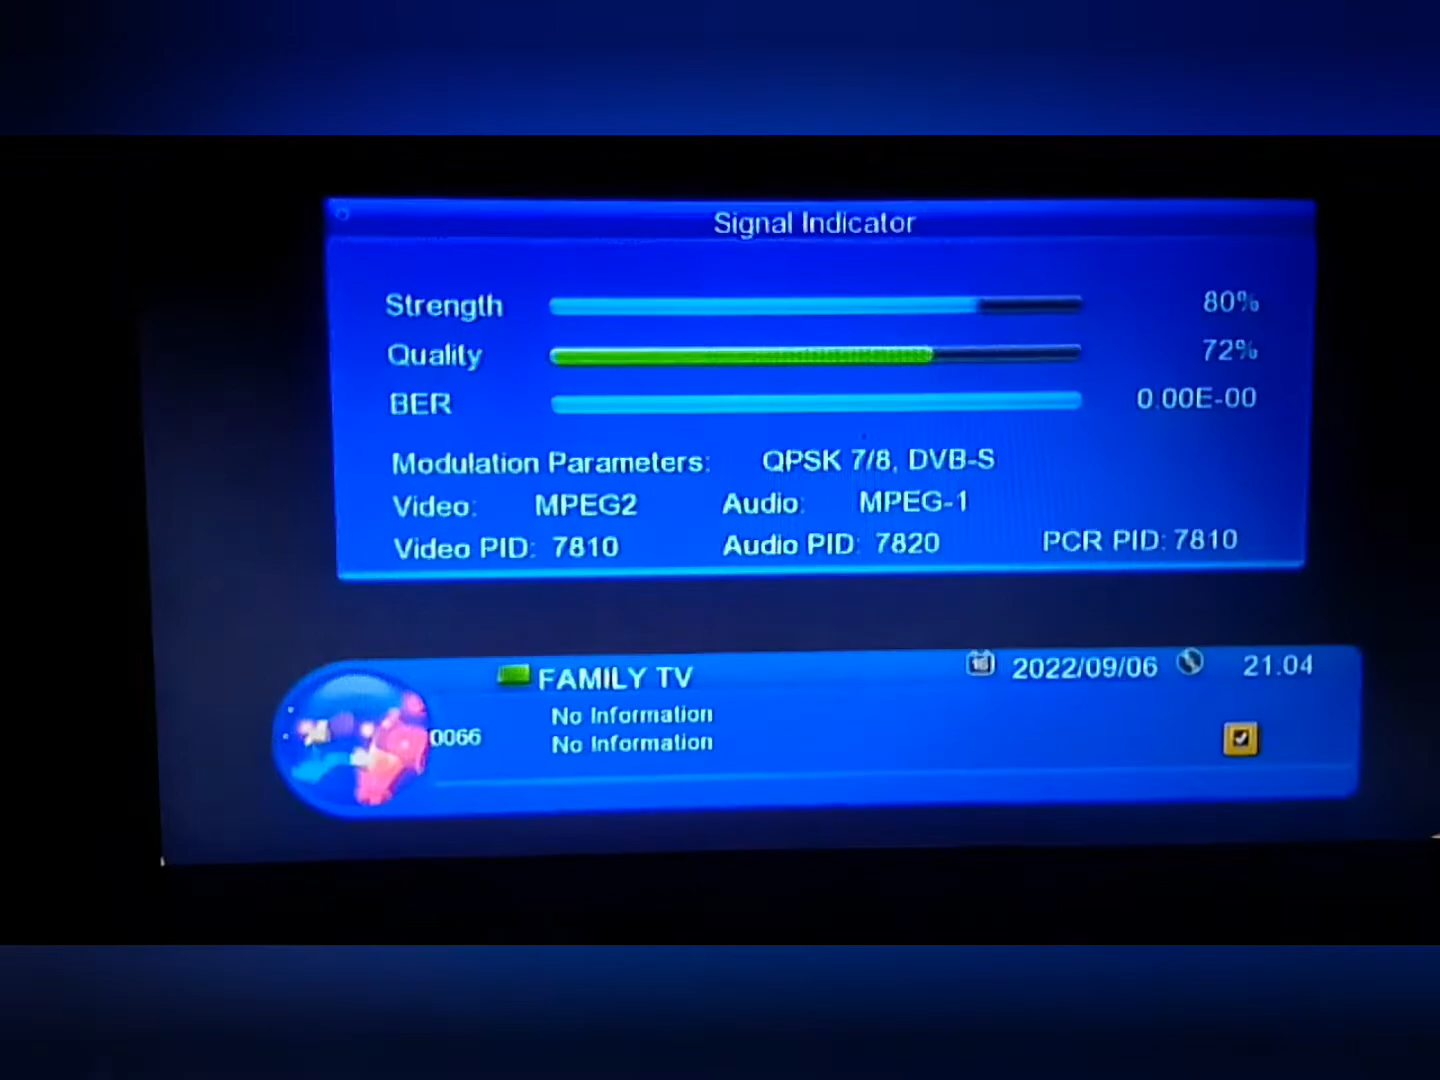 Signal Indicator
Strength 80%
Quality 72%
BER 0.00E-00
Modulation Parameters: QPSK 7/8, DVB-S
Video: MPEG2 Audio: MPEG-1
Video PID: 7810 Audio PID: 7820 PCR PID: 7810
FAMILY TV 2022/09/06 21.04
No Information
0066
No Information